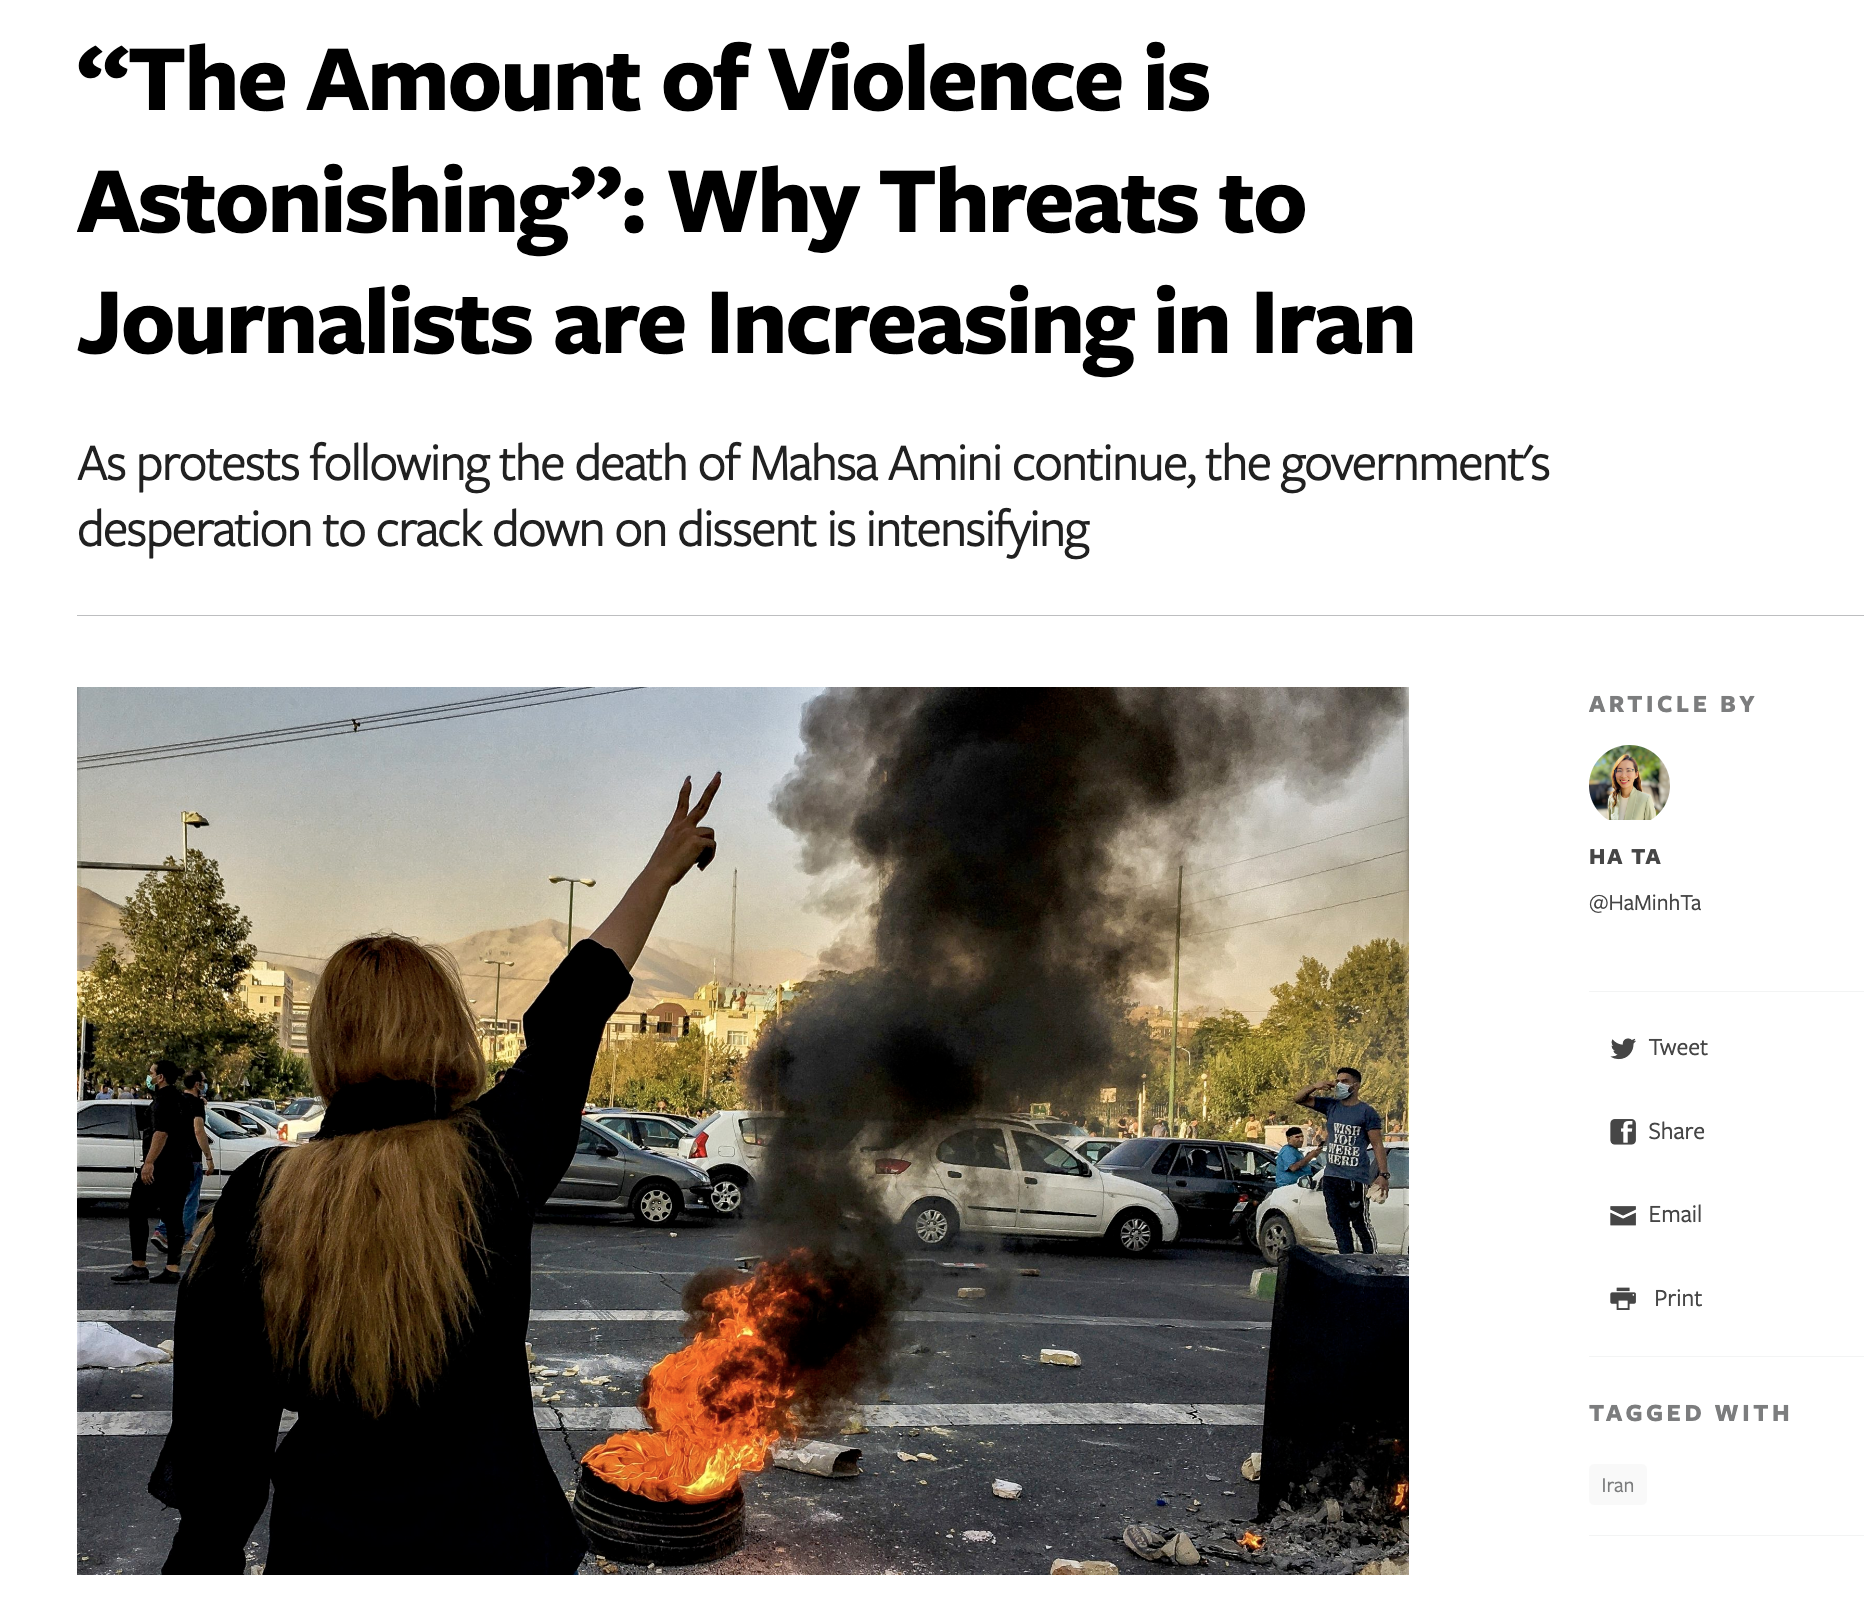 “The Amount of Violence is
Astonishing”: Why Threats to
Journalists are Increasing in Iran
As protests following the death of Mahsa Amini continue, the government’s
desperation to crack down on dissent is intensifying
WISH
YOU
WERE
HERD
ARTICLE BY
HA TA
@HaMinhTa
Tweet
Share
Email
Print
TAGGED WITH
Iran